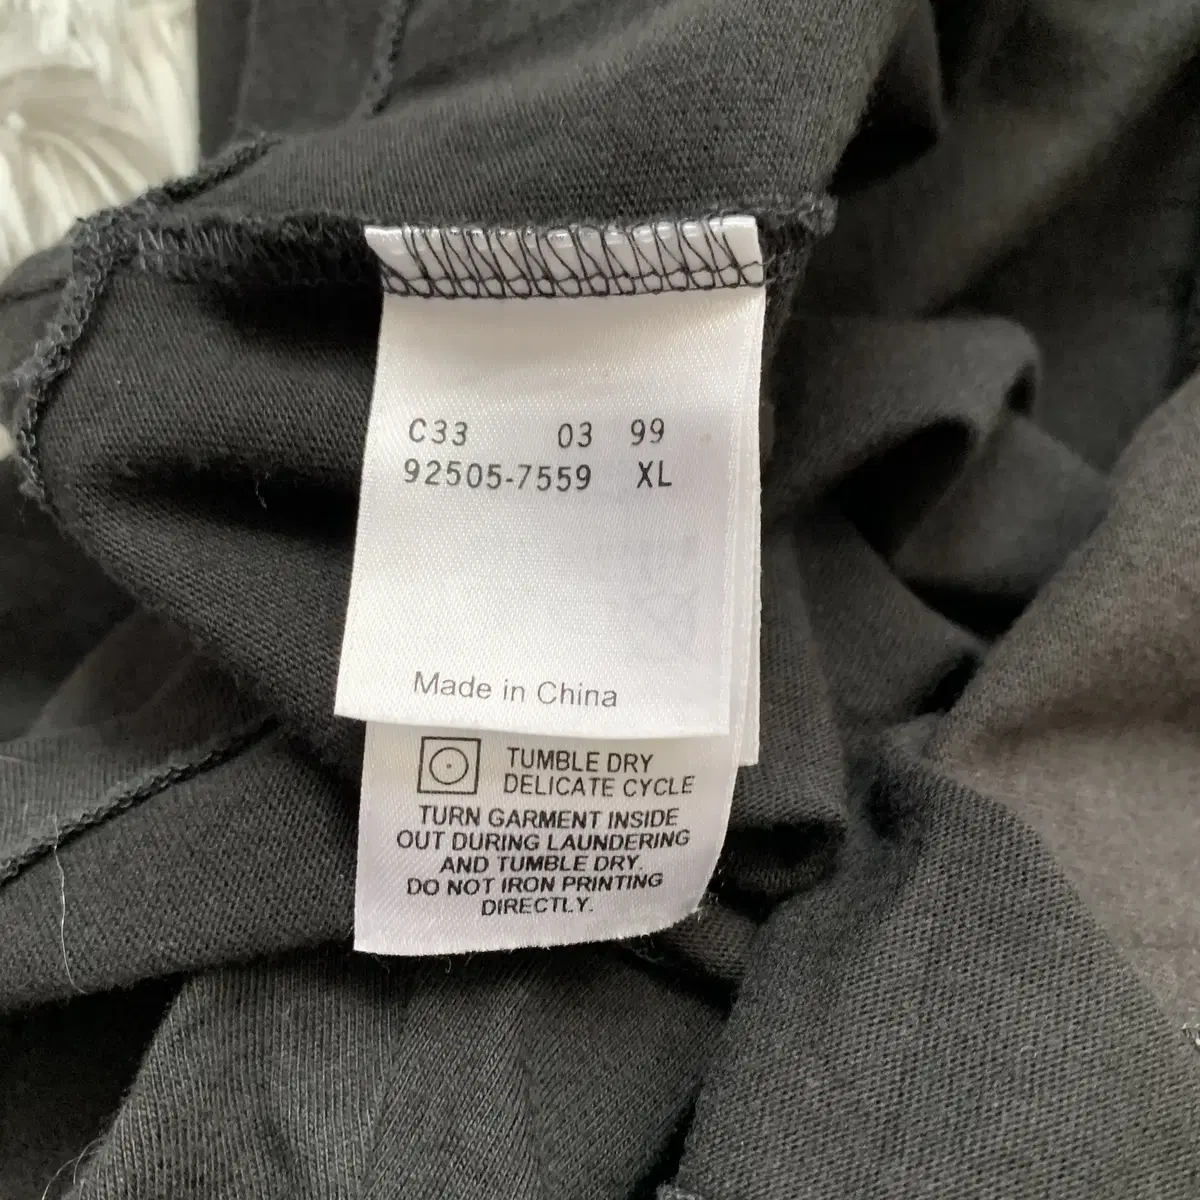 C33 03 99
92505-7559 XL
Made in China
TUMBLE DRY
DELICATE CYCLE
TURN GARMENT INSIDE
OUT DURING LAUNDERING
AND TUMBLE DRY.
DO NOT IRON PRINTING
DIRECTLY.